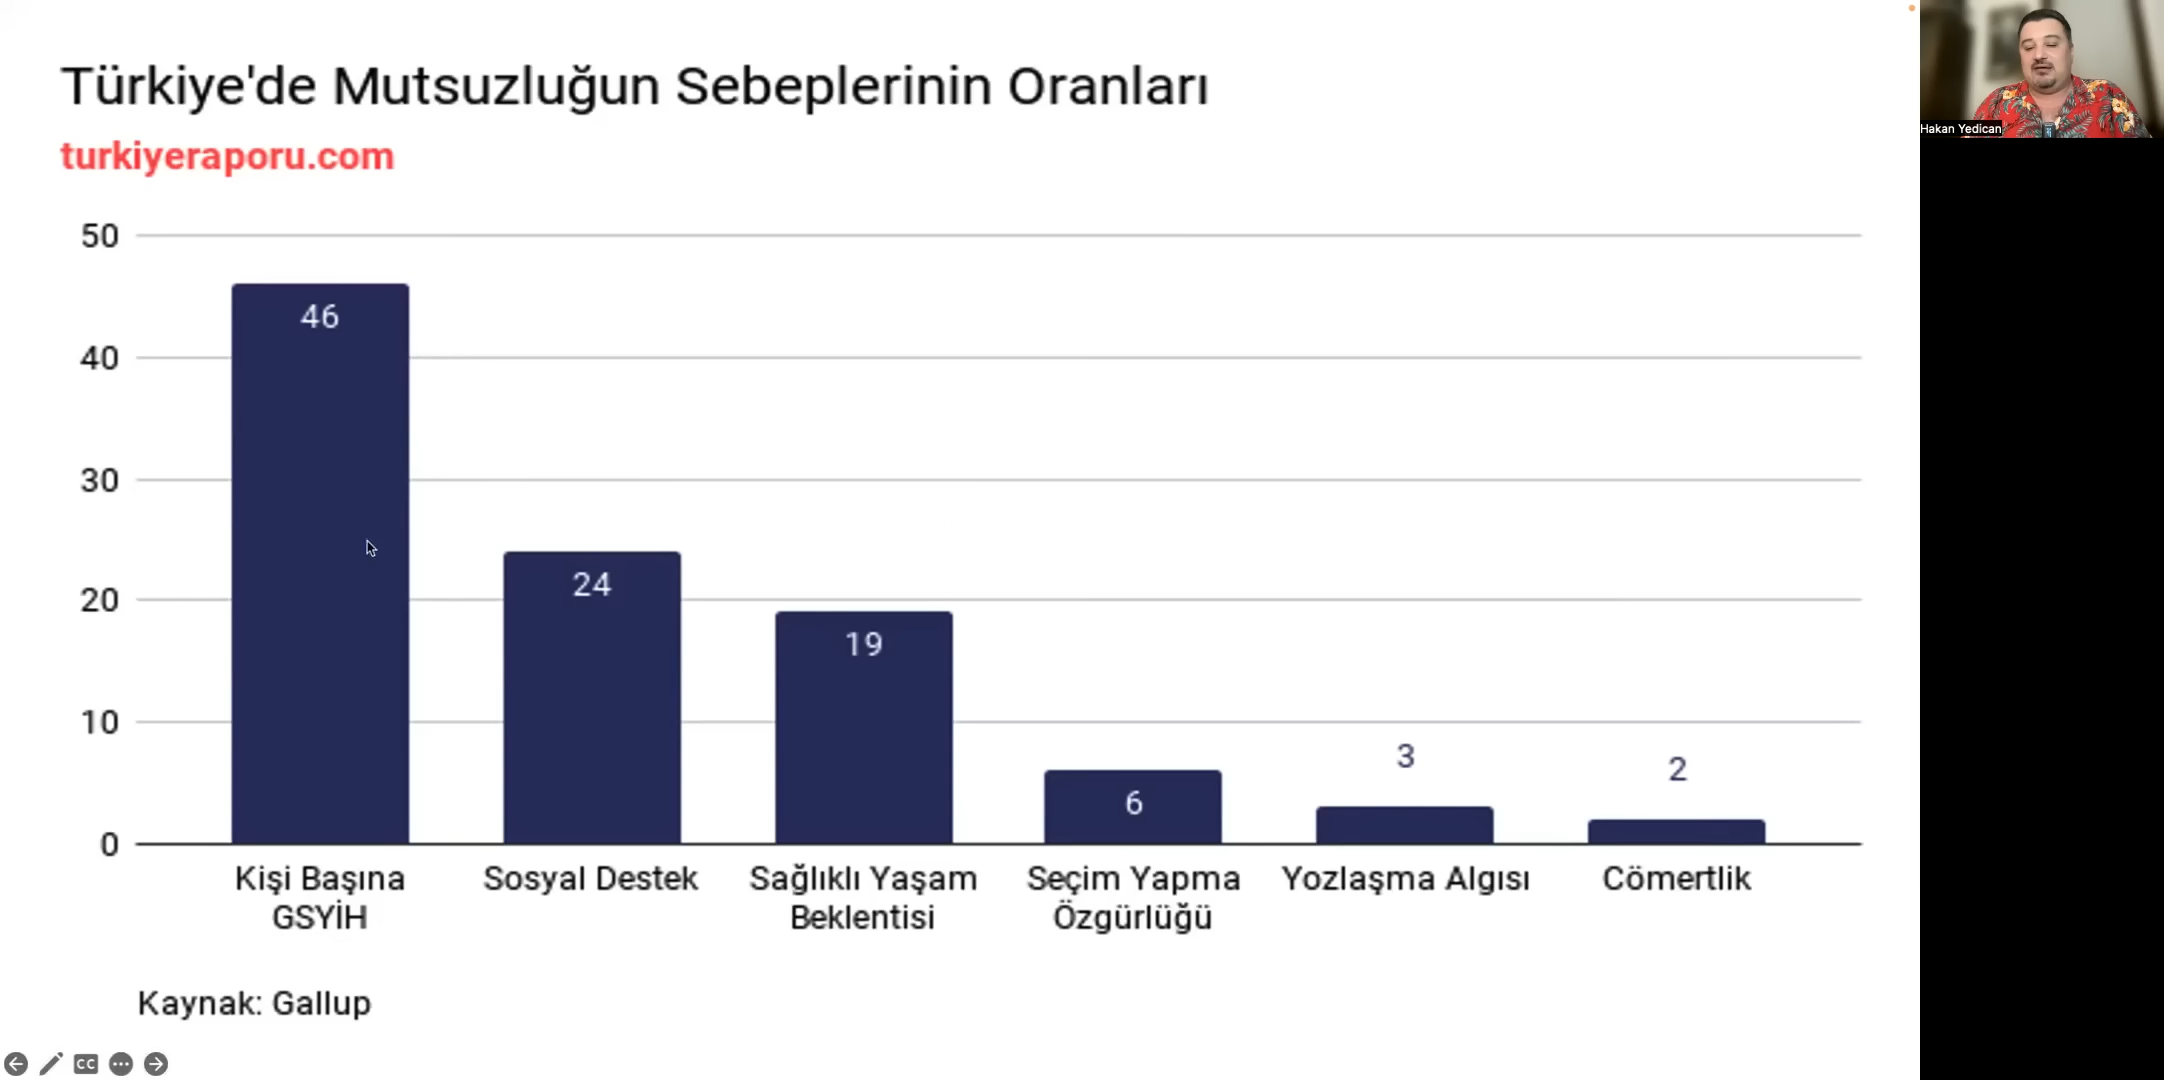 Türkiye'de Mutsuzluğun Sebeplerinin Oranları
turkiyeraporu.com
50
40
30
20
10
0
46
24
19
6
3
2
Kişi Başına
GSYİH
Sosyal Destek
Sağlıklı Yaşam
Beklentisi
Seçim Yapma
Özgürlüğü
Yozlaşma Algısı
Cömertlik
Kaynak: Gallup
CC
Hakan Yedican